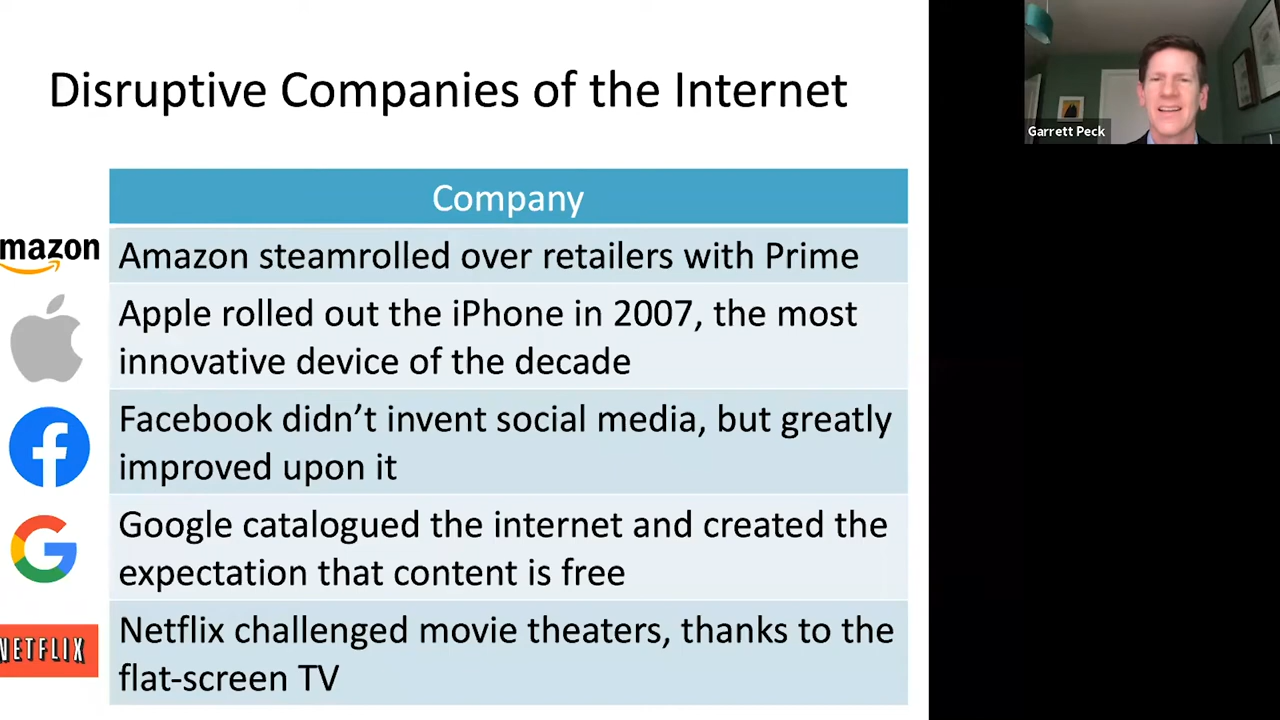 Disruptive Companies of the Internet
Garrett Peck
Company
mazon
Amazon steamrolled over retailers with Prime
Apple rolled out the iPhone in 2007, the most
innovative device of the decade
Facebook didn't invent social media, but greatly
improved upon it
Google catalogued the internet and created the
expectation that content is free
NETFLIX
Netflix challenged movie theaters, thanks to the
flat-screen TV